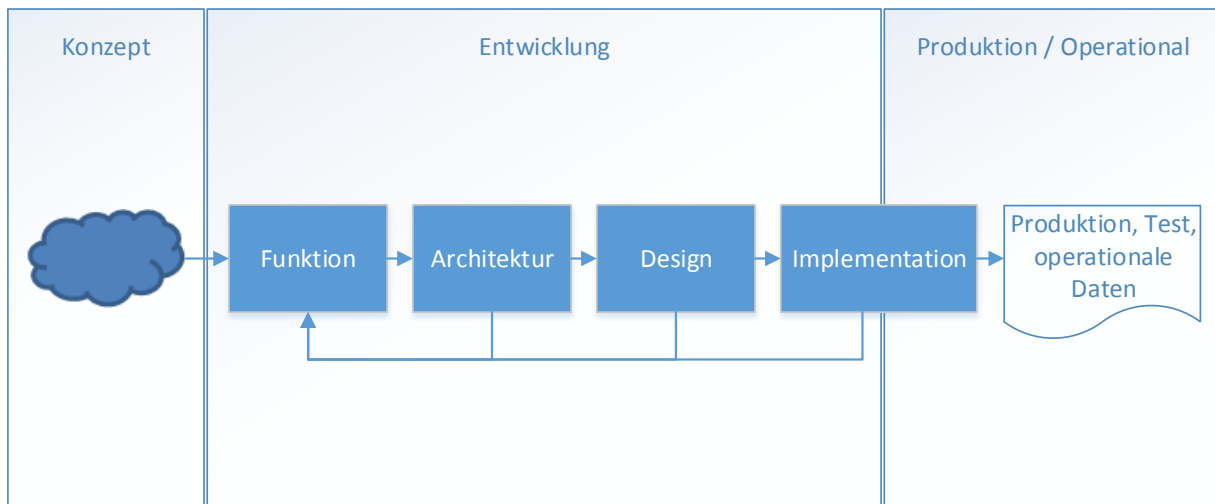 Konzept
Entwicklung
Produktion / Operational
Funktion
Architektur
Design
Implementation
Produktion, Test,
operationale
Daten